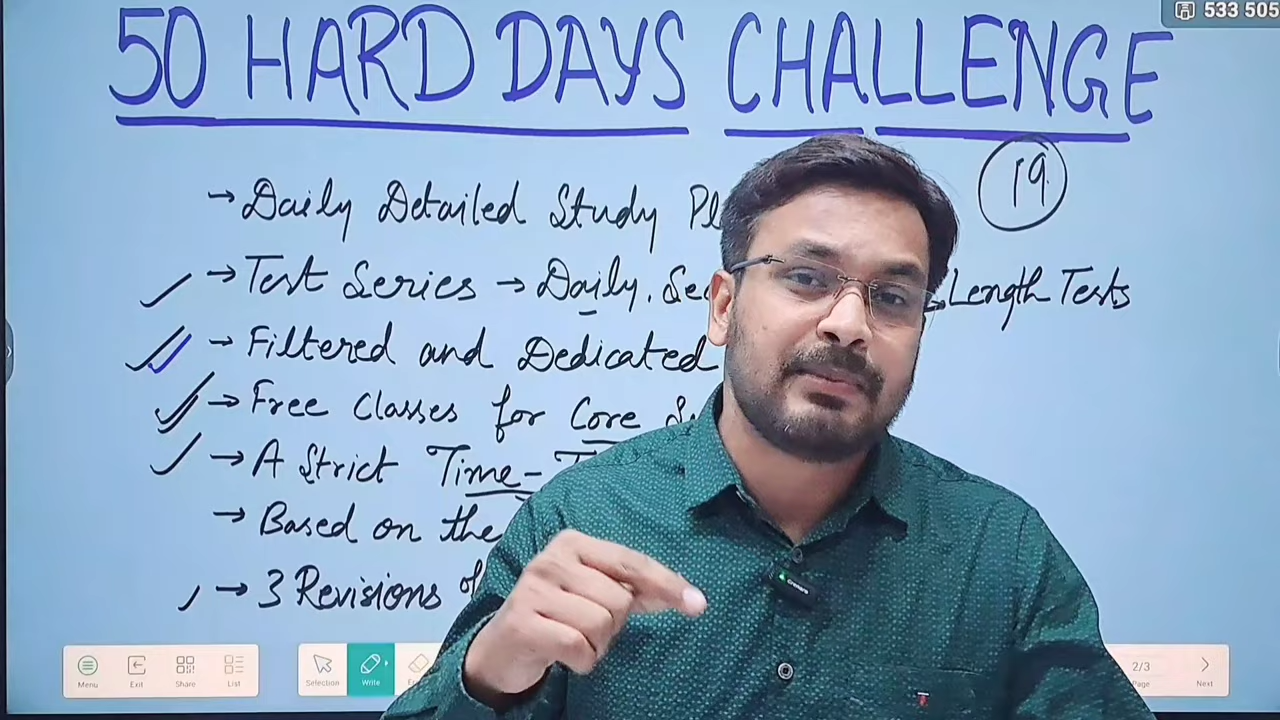 533 505
50 HARD DAYS CHALLENGE
19
→ Daily Detailed Study Pl
→ Test Series → Daily, Sec Length Tests
→ Filtered and Dedicated
→ Free Classes for Core
→ A Strict Time-T
→ Based on the
→ 3 Revisions of
Menu Exit Share List Selection Write 2/3 Page Next